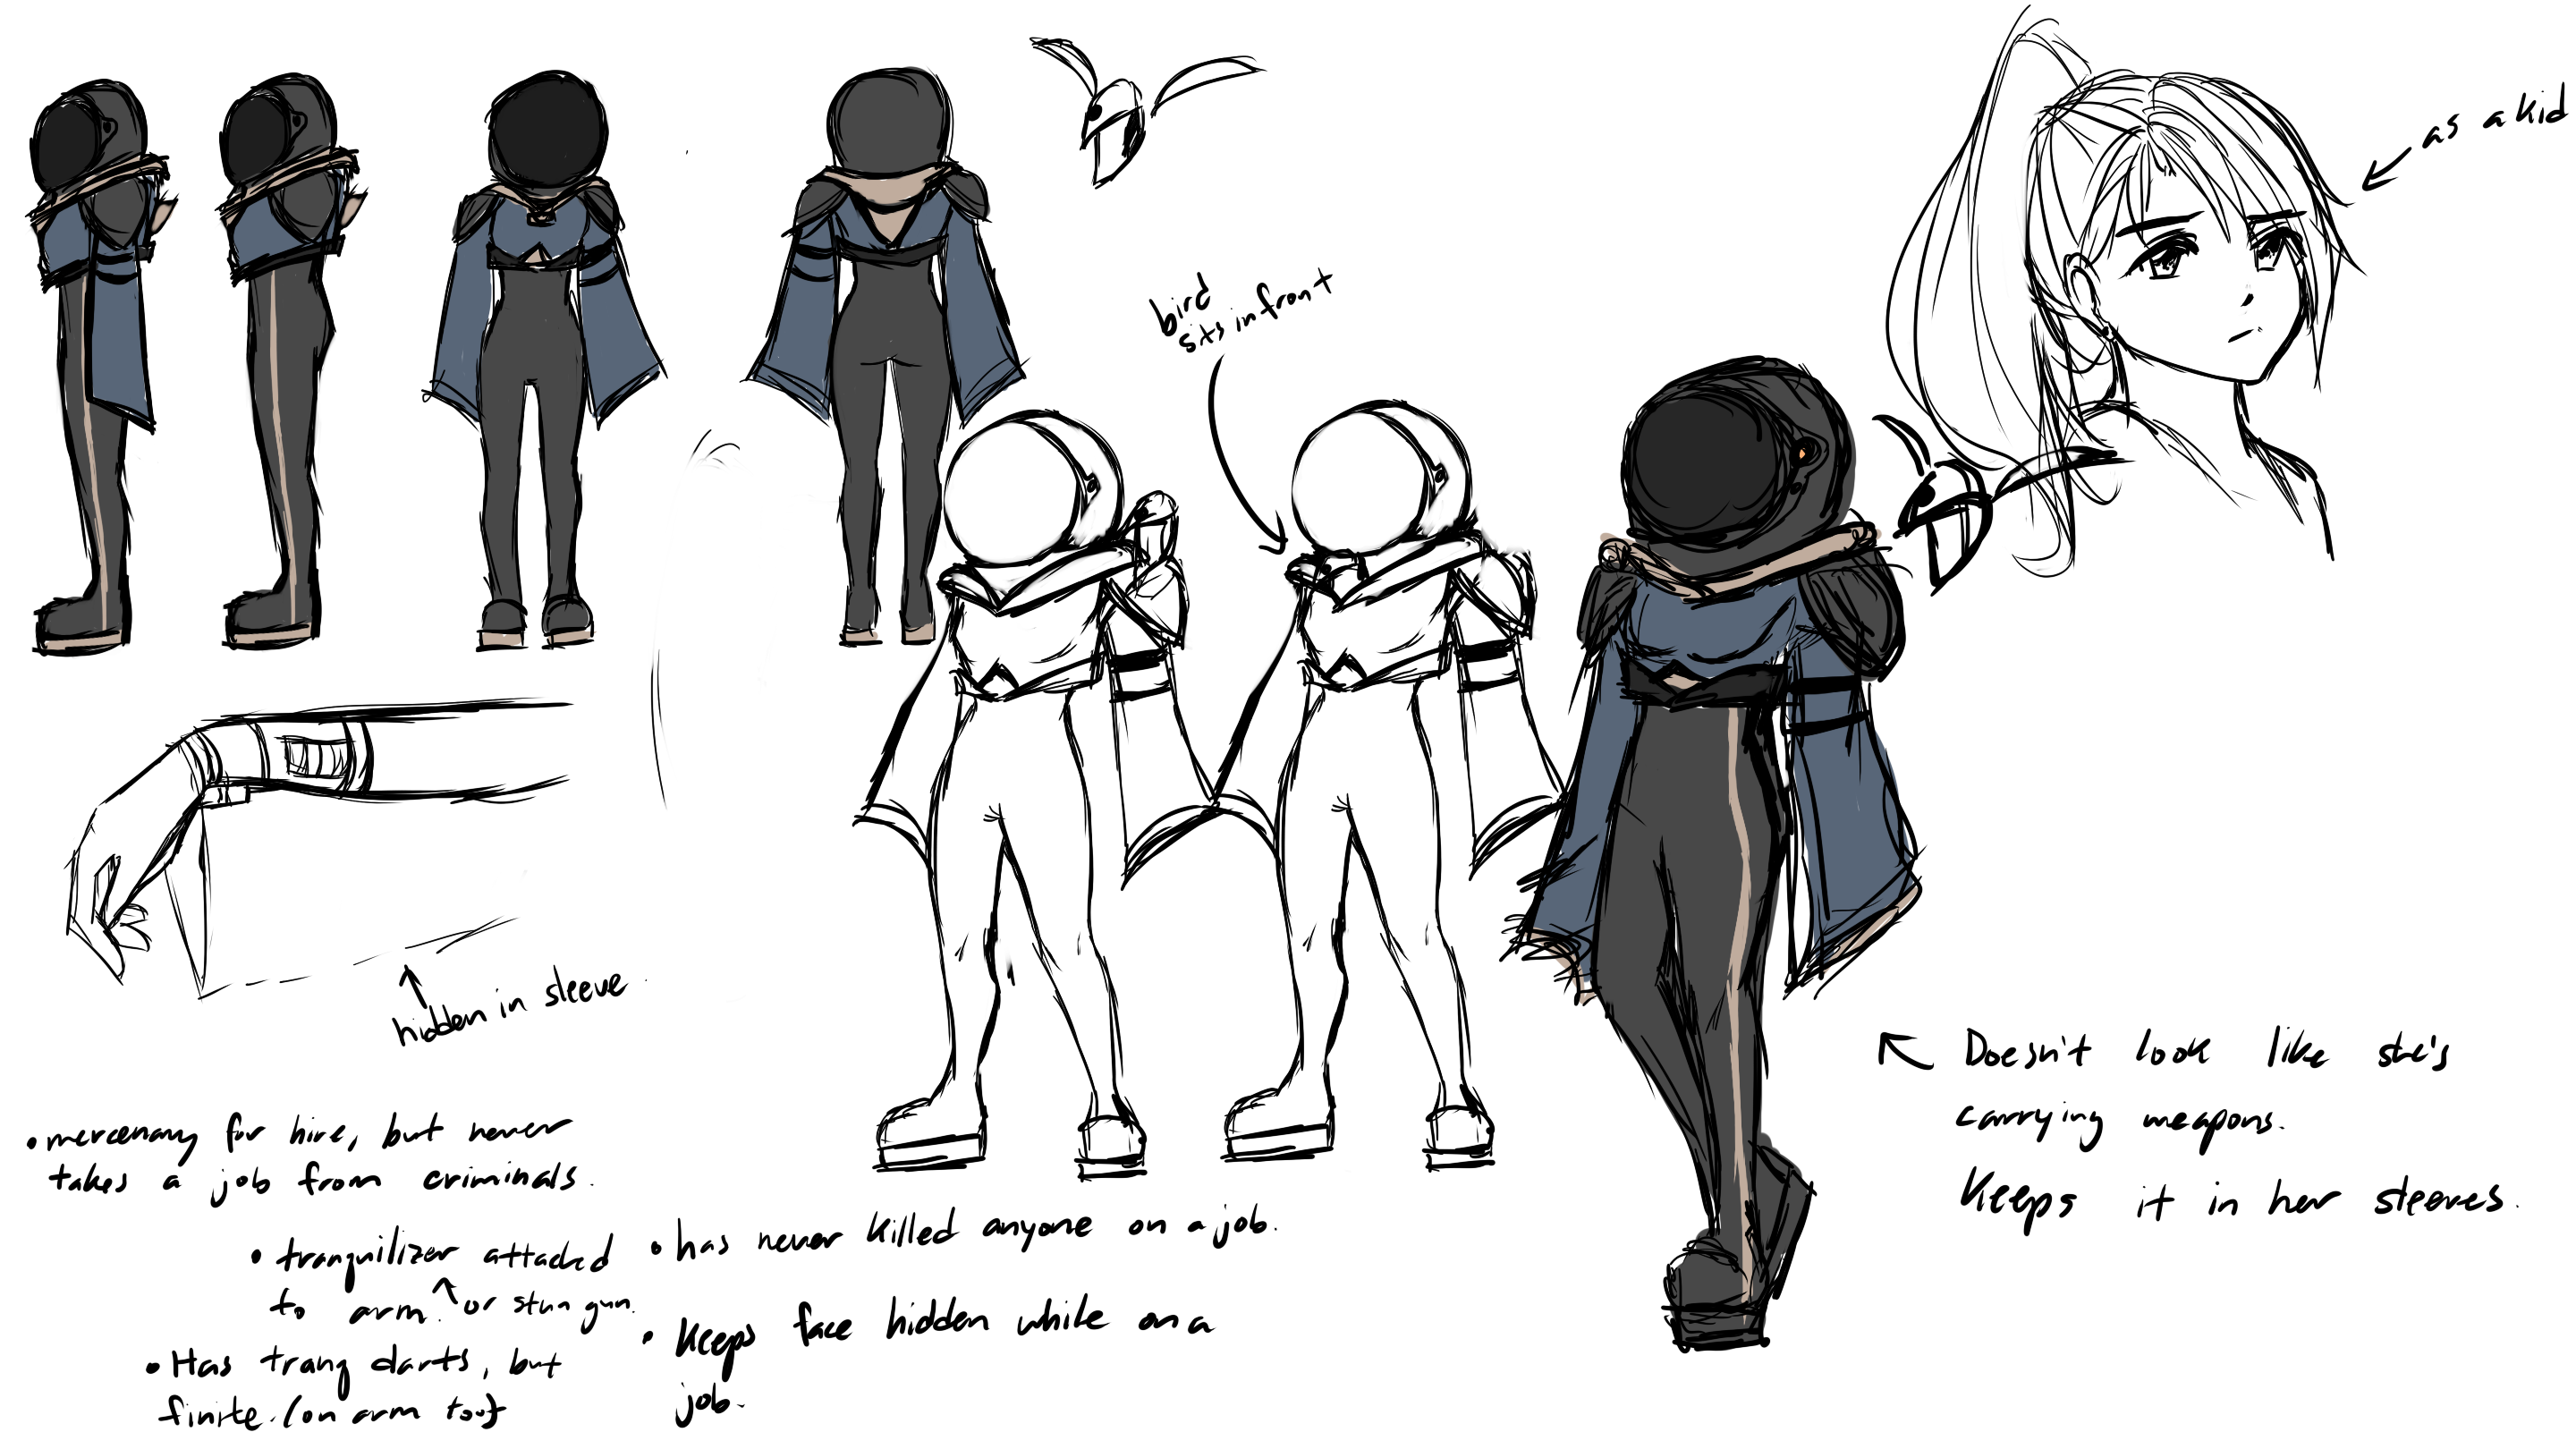 as a kid
bird
sits in front
hidden in sleeve
Doesn't look like she's
carrying weapons.
Keeps it in her sleeves.
• mercenary for hire, but never
takes a job from criminals.
• tranquilizer attached
to arm. or stun gun.
• Has tranq darts, but
finite. (on arm too)
• has never killed anyone on a job.
• Keeps face hidden while on a
job.